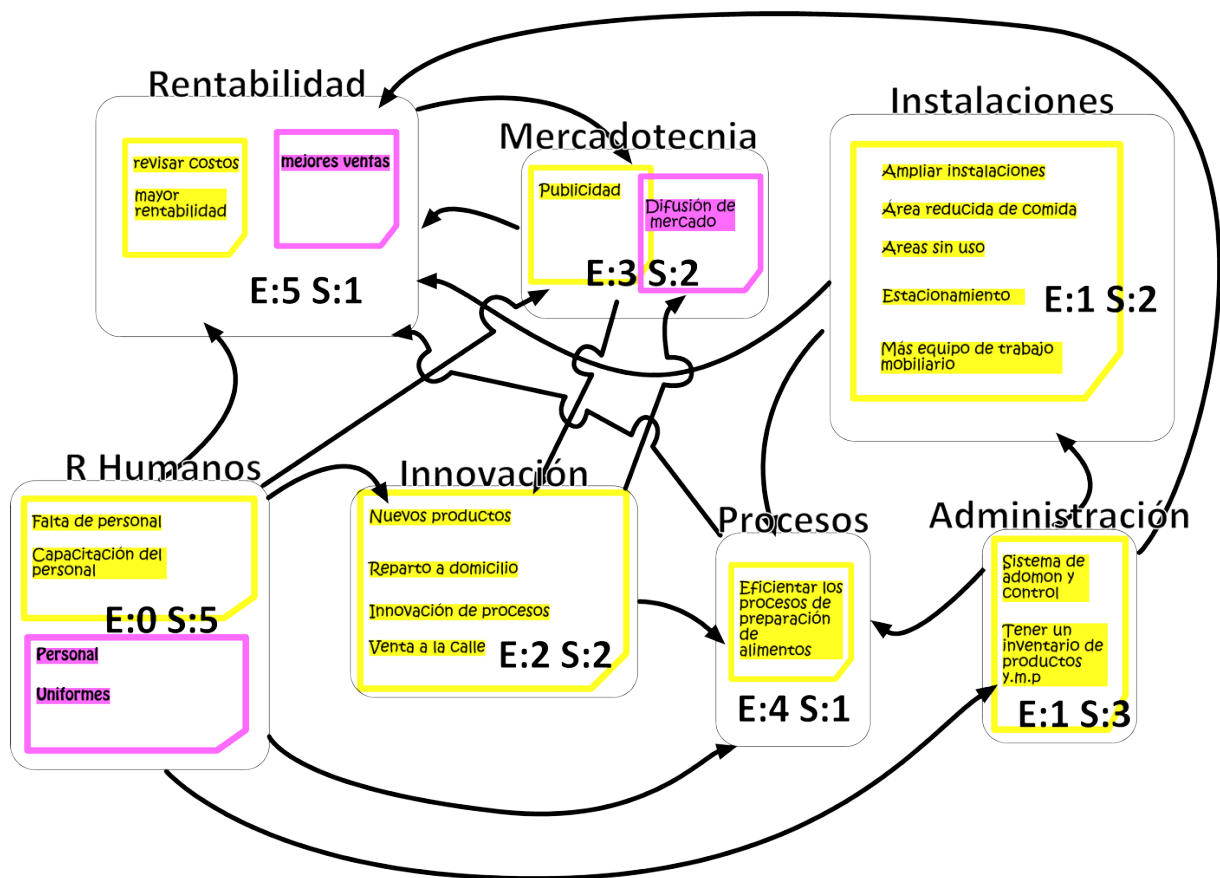 Rentabilidad
revisar costos
mayor
rentabilidad
mejores ventas
E:5 S:1
Mercadotecnia
Publicidad
Difusión de
mercado
E:3 S:2
Instalaciones
Ampliar instalaciones
Área reducida de comida
Areas sin uso
Estacionamiento
Más equipo de trabajo
mobiliario
E:1 S:2
R Humanos
Falta de personal
Capacitación del
personal
E:0 S:5
Personal
Uniformes
Innovación
Nuevos productos
Reparto a domicilio
Innovación de procesos
Venta a la calle
E:2 S:2
Procesos
Eficientar los
procesos de
preparación
de
alimentos
E:4 S:1
Administración
Sistema de
adomon y
control
Tener un
inventario de
productos
y.m.p
E:1 S:3